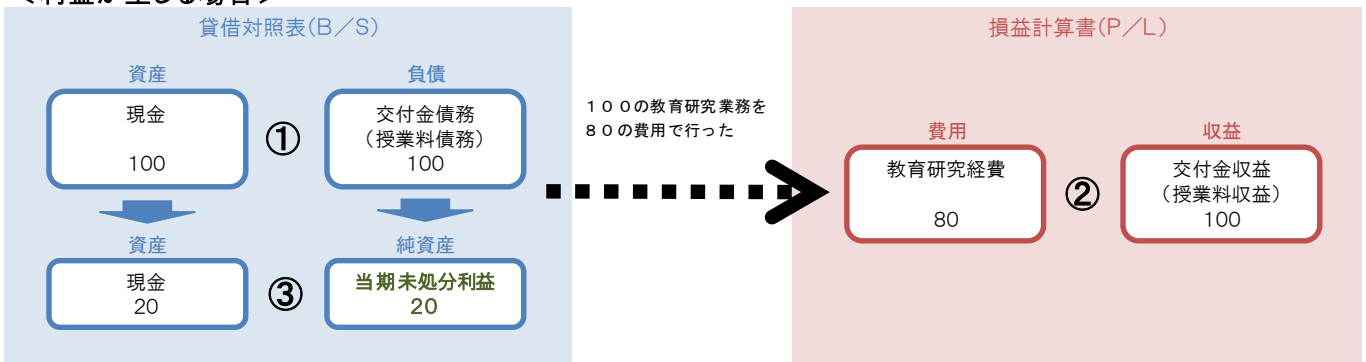 貸借対照表(B/S)
資産
負債
現金
100
①
交付金債務
(授業料債務)
100
資産
純資産
現金
20
③
当期未処分利益
20
100の教育研究業務を
80の費用で行った
損益計算書(P/L)
費用
収益
教育研究経費
80
②
交付金収益
(授業料収益)
100